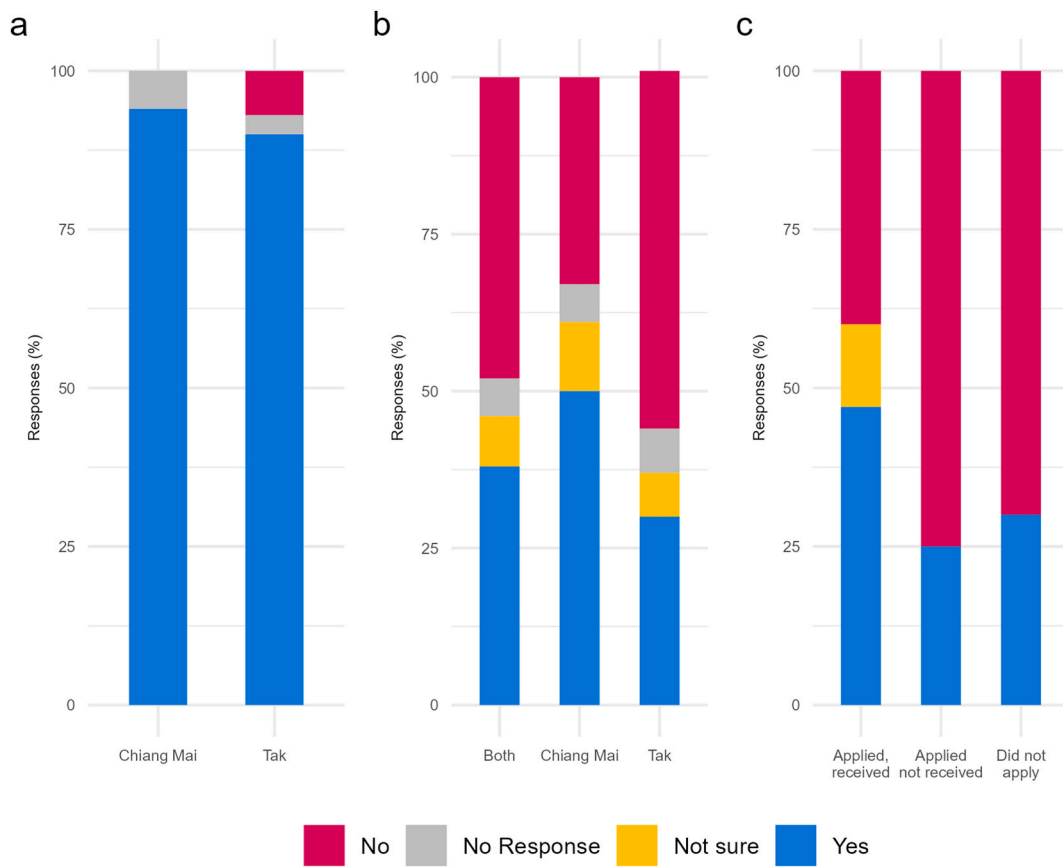 a
100
75
50
25
0
Responses (%)
Chiang Mai
Tak
b
100
75
50
25
0
Responses (%)
Both
Chiang Mai
Tak
c
100
75
50
25
0
Responses (%)
Applied,
received
Applied
not received
Did not
apply
No
No Response
Not sure
Yes